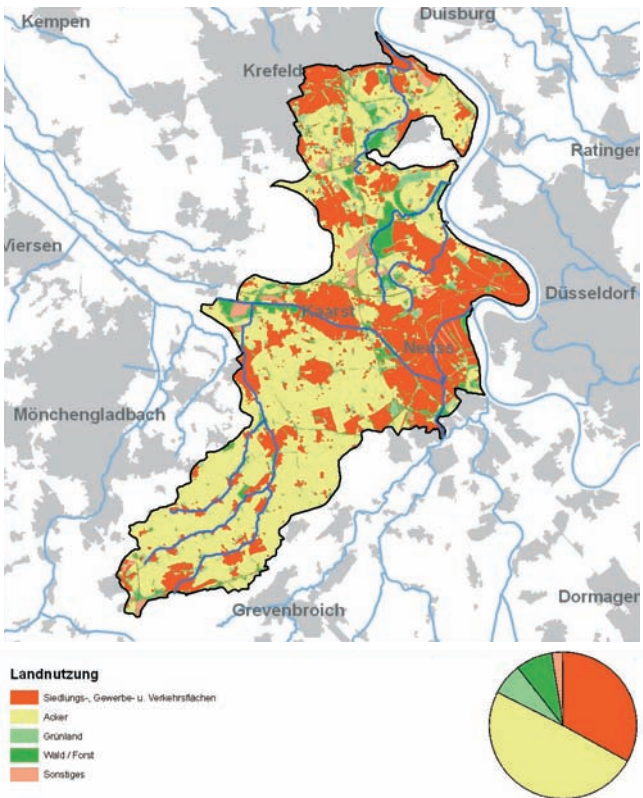 Kempen
Duisburg
Krefeld
Ratingen
Viersen
Düsseldorf
Kaarst
Neuss
Mönchengladbach
Grevenbroich
Dormagen
Landnutzung
Siedlungs-, Gewerbe- u. Verkehrsflächen
Acker
Grünland
Wald / Forst
Sonstiges